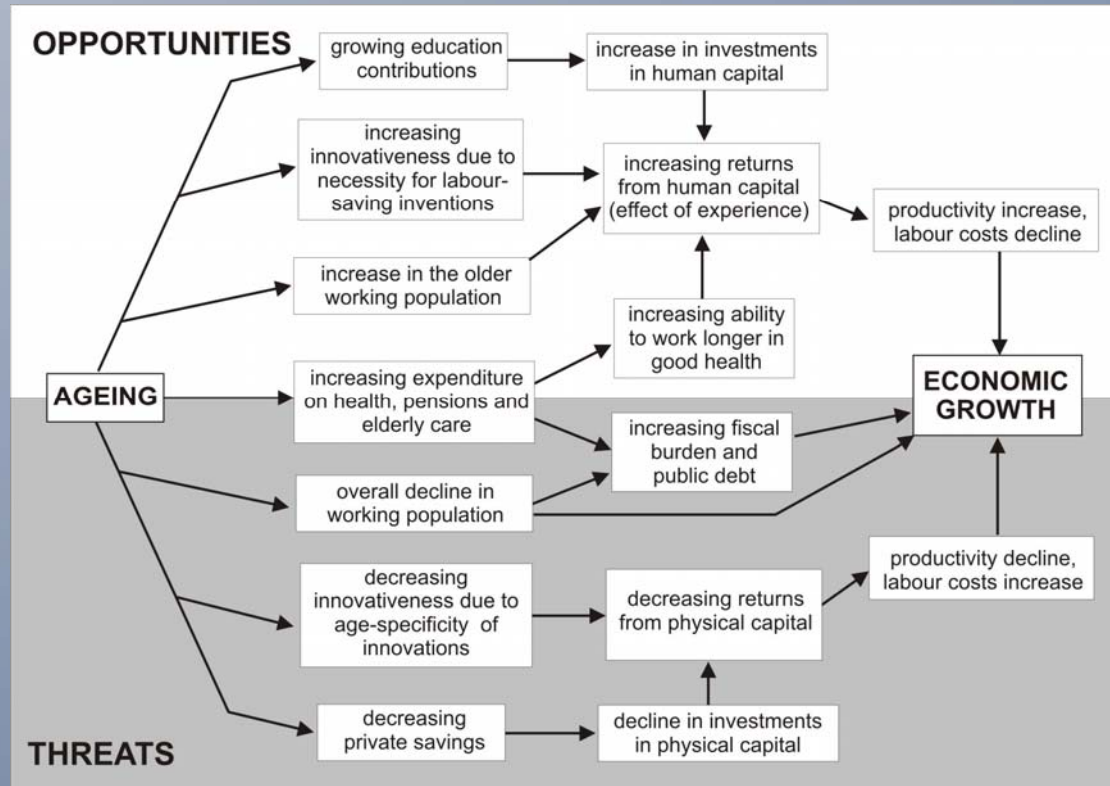 OPPORTUNITIES
growing education
contributions
increase in investments
in human capital
increasing
innovativeness due to
necessity for labour-
saving inventions
increasing returns
from human capital
(effect of experience)
productivity increase,
labour costs decline
increase in the older
working population
increasing ability
to work longer in
good health
AGEING
increasing expenditure
on health, pensions and
elderly care
ECONOMIC
GROWTH
increasing fiscal
burden and
public debt
overall decline in
working population
productivity decline,
labour costs increase
decreasing
innovativeness due to
age-specificity of
innovations
decreasing returns
from physical capital
decreasing
private savings
decline in investments
in physical capital
THREATS